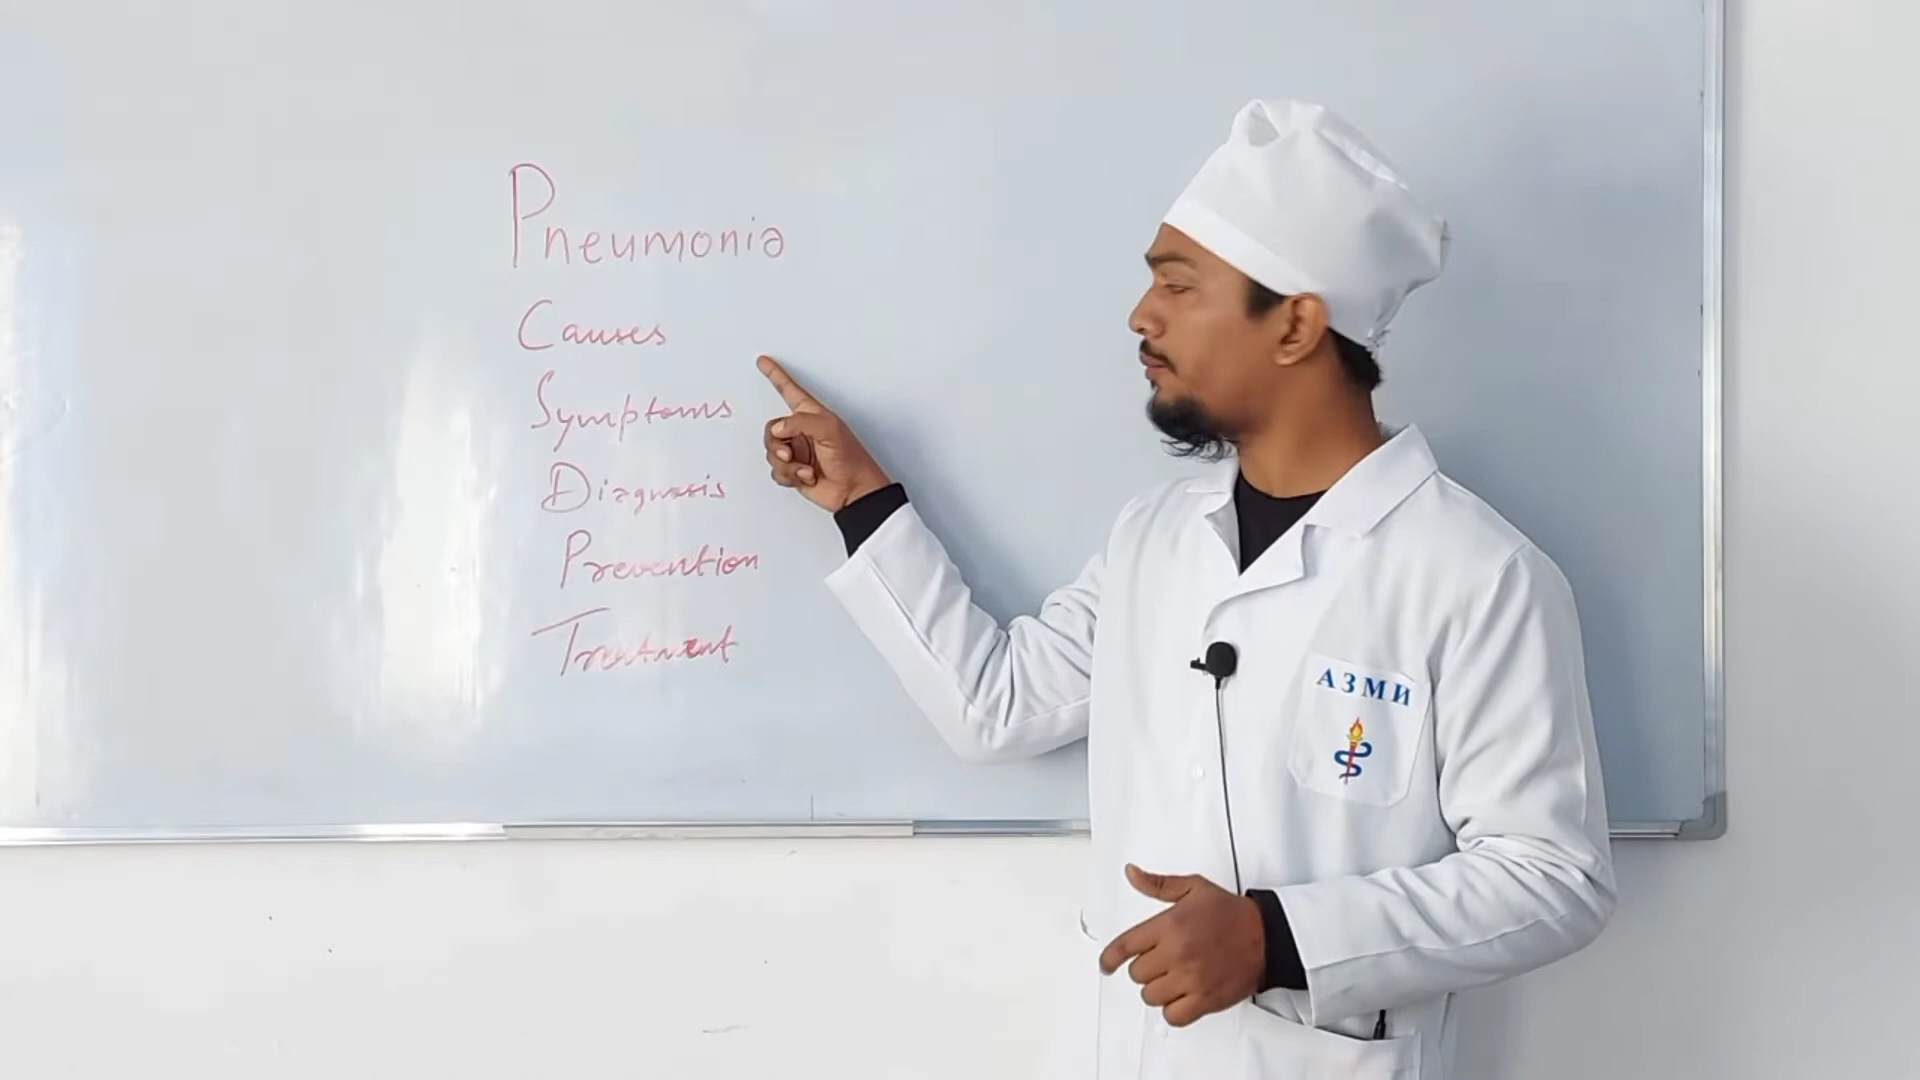 Pneumonia
Causes
Symptoms
Diagnosis
Prevention
Treatment
АЗМИ